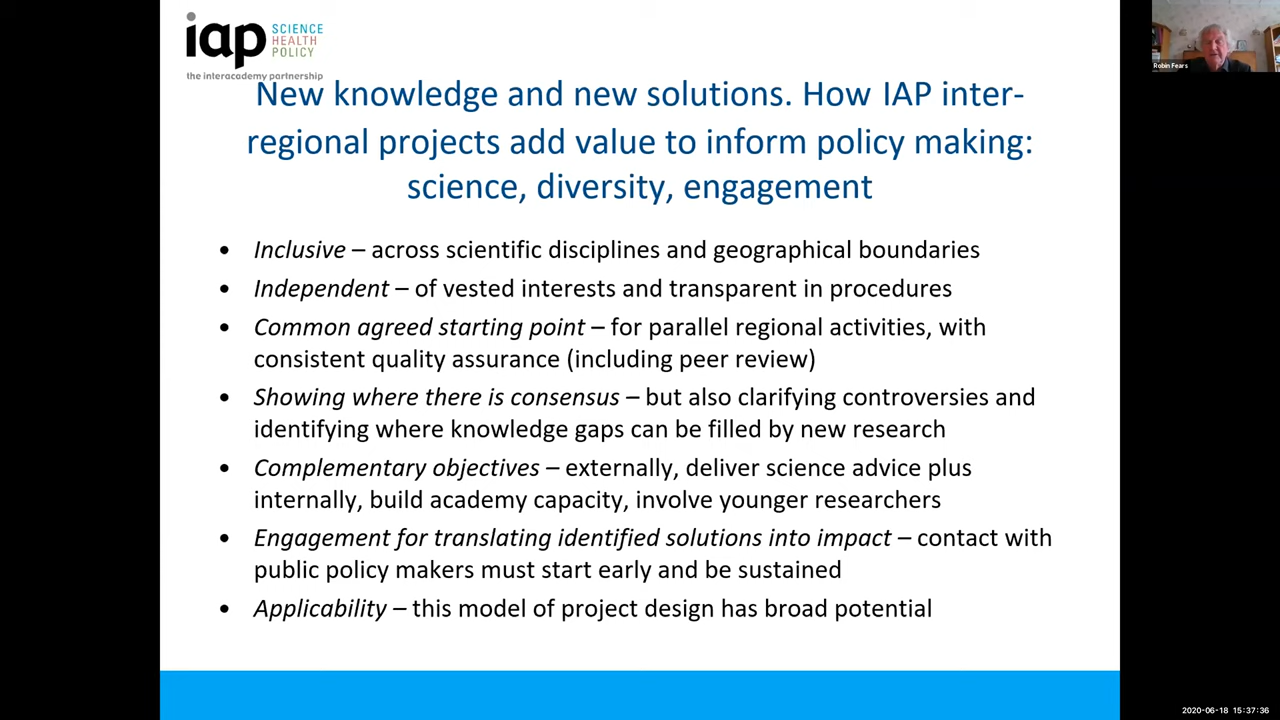 iap SCIENCE
HEALTH
POLICY
the interacademy partnership
New knowledge and new solutions. How IAP inter-
regional projects add value to inform policy making:
science, diversity, engagement
• Inclusive – across scientific disciplines and geographical boundaries
• Independent – of vested interests and transparent in procedures
• Common agreed starting point – for parallel regional activities, with
consistent quality assurance (including peer review)
• Showing where there is consensus – but also clarifying controversies and
identifying where knowledge gaps can be filled by new research
• Complementary objectives – externally, deliver science advice plus
internally, build academy capacity, involve younger researchers
• Engagement for translating identified solutions into impact – contact with
public policy makers must start early and be sustained
• Applicability – this model of project design has broad potential
Robin Fears
2020-06-18 15:37:36